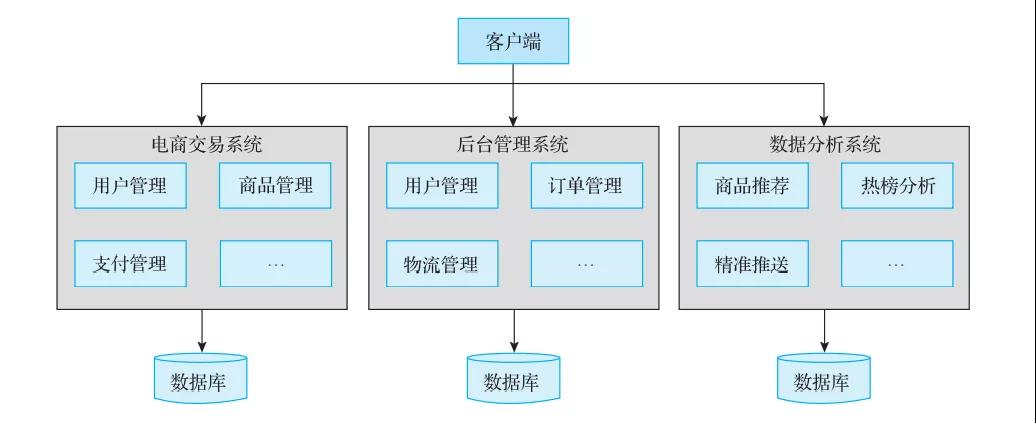 客户端
电商交易系统
用户管理
商品管理
支付管理
…
后台管理系统
用户管理
订单管理
物流管理
…
数据分析系统
商品推荐
热榜分析
精准推送
…
数据库
数据库
数据库